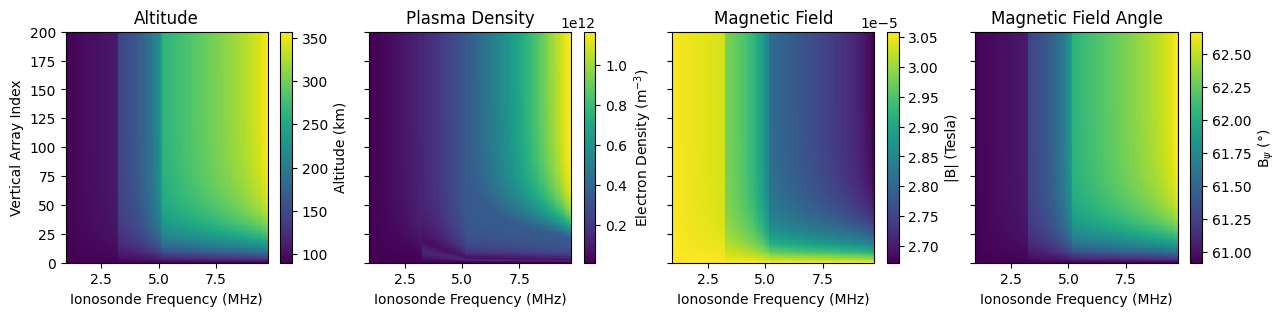 Altitude
Plasma Density
Magnetic Field
Magnetic Field Angle
1e12
1e−5
200
175
150
125
100
75
50
25
0
Vertical Array Index
2.5 5.0 7.5
Ionosonde Frequency (MHz)
350
300
250
200
150
100
Altitude (km)
2.5 5.0 7.5
Ionosonde Frequency (MHz)
1.0
0.8
0.6
0.4
0.2
Electron Density (m⁻³)
2.5 5.0 7.5
Ionosonde Frequency (MHz)
3.05
3.00
2.95
2.90
2.85
2.80
2.75
2.70
|B| (Tesla)
2.5 5.0 7.5
Ionosonde Frequency (MHz)
62.50
62.25
62.00
61.75
61.50
61.25
61.00
B_ψ (°)